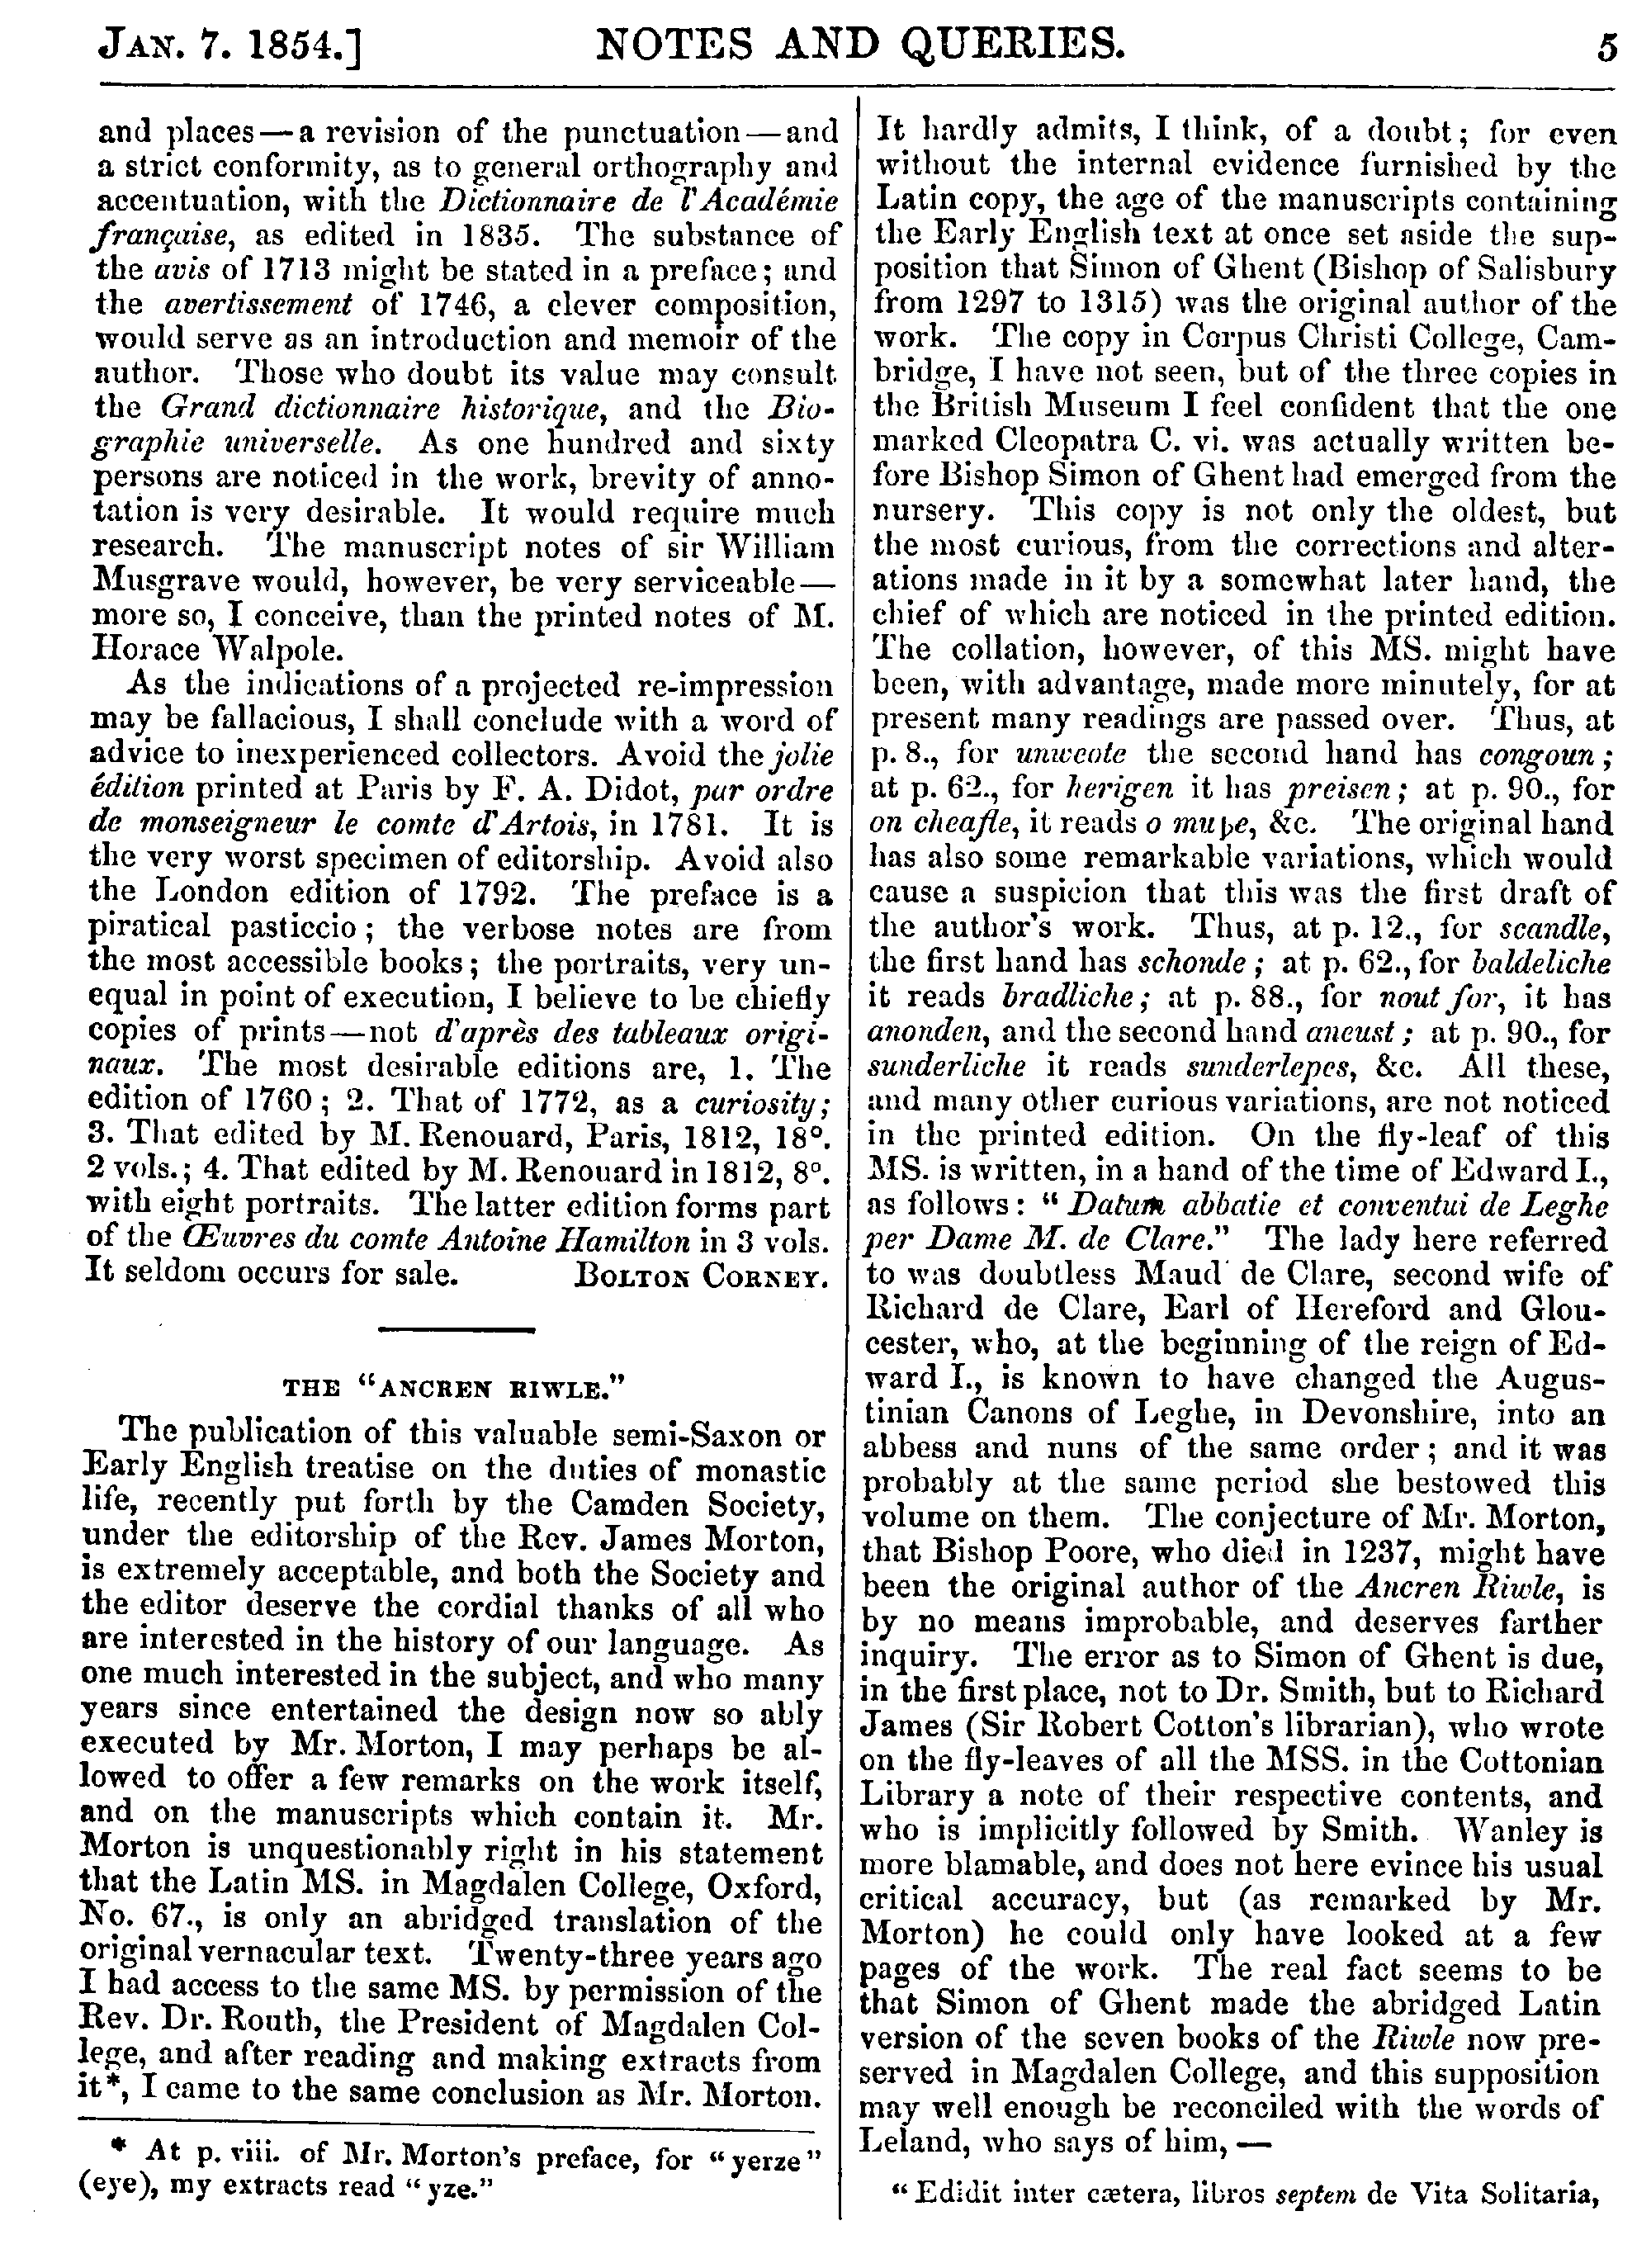 JAN. 7. 1854.] NOTES AND QUERIES. 5
and places—a revision of the punctuation—and
a strict conformity, as to general orthography and
accentuation, with the Dictionnaire de l'Académie
française, as edited in 1835. The substance of
the avis of 1713 might be stated in a preface; and
the avertissement of 1746, a clever composition,
would serve as an introduction and memoir of the
author. Those who doubt its value may consult
the Grand dictionnaire historique, and the Bio-
graphie universelle. As one hundred and sixty
persons are noticed in the work, brevity of anno-
tation is very desirable. It would require much
research. The manuscript notes of sir William
Musgrave would, however, be very serviceable—
more so, I conceive, than the printed notes of M.
Horace Walpole.
As the indications of a projected re-impression
may be fallacious, I shall conclude with a word of
advice to inexperienced collectors. Avoid the jolie
édition printed at Paris by F. A. Didot, par ordre
de monseigneur le comte d'Artois, in 1781. It is
the very worst specimen of editorship. Avoid also
the London edition of 1792. The preface is a
piratical pasticcio; the verbose notes are from
the most accessible books; the portraits, very un-
equal in point of execution, I believe to be chiefly
copies of prints—not d'après des tableaux origi-
naux. The most desirable editions are, 1. The
edition of 1760; 2. That of 1772, as a curiosity;
3. That edited by M. Renouard, Paris, 1812, 18°.
2 vols.; 4. That edited by M. Renouard in 1812, 8°.
with eight portraits. The latter edition forms part
of the Œuvres du comte Antoine Hamilton in 3 vols.
It seldom occurs for sale. BOLTON CORNEY.
THE "ANCREN RIWLE."
The publication of this valuable semi-Saxon or
Early English treatise on the duties of monastic
life, recently put forth by the Camden Society,
under the editorship of the Rev. James Morton,
is extremely acceptable, and both the Society and
the editor deserve the cordial thanks of all who
are interested in the history of our language. As
one much interested in the subject, and who many
years since entertained the design now so ably
executed by Mr. Morton, I may perhaps be al-
lowed to offer a few remarks on the work itself,
and on the manuscripts which contain it. Mr.
Morton is unquestionably right in his statement
that the Latin MS. in Magdalen College, Oxford,
No. 67., is only an abridged translation of the
original vernacular text. Twenty-three years ago
I had access to the same MS. by permission of the
Rev. Dr. Routh, the President of Magdalen Col-
lege, and after reading and making extracts from
it*, I came to the same conclusion as Mr. Morton.
* At p. viii. of Mr. Morton's preface, for "yerze"
(eye), my extracts read "yze."
It hardly admits, I think, of a doubt; for even
without the internal evidence furnished by the
Latin copy, the age of the manuscripts containing
the Early English text at once set aside the sup-
position that Simon of Ghent (Bishop of Salisbury
from 1297 to 1315) was the original author of the
work. The copy in Corpus Christi College, Cam-
bridge, I have not seen, but of the three copies in
the British Museum I feel confident that the one
marked Cleopatra C. vi. was actually written be-
fore Bishop Simon of Ghent had emerged from the
nursery. This copy is not only the oldest, but
the most curious, from the corrections and alter-
ations made in it by a somewhat later hand, the
chief of which are noticed in the printed edition.
The collation, however, of this MS. might have
been, with advantage, made more minutely, for at
present many readings are passed over. Thus, at
p. 8., for unweote the second hand has congoun;
at p. 62., for herigen it has preisen; at p. 90., for
on cheafle, it reads o muþe, &c. The original hand
has also some remarkable variations, which would
cause a suspicion that this was the first draft of
the author's work. Thus, at p. 12., for scandle,
the first hand has schonde; at p. 62., for baldeliche
it reads bradliche; at p. 88., for nout for, it has
anonden, and the second hand aneust; at p. 90., for
sunderliche it reads sunderlepes, &c. All these,
and many other curious variations, are not noticed
in the printed edition. On the fly-leaf of this
MS. is written, in a hand of the time of Edward I.,
as follows: "Datum abbatie et conventui de Leghe
per Dame M. de Clare." The lady here referred
to was doubtless Maud de Clare, second wife of
Richard de Clare, Earl of Hereford and Glou-
cester, who, at the beginning of the reign of Ed-
ward I., is known to have changed the Augus-
tinian Canons of Leghe, in Devonshire, into an
abbess and nuns of the same order; and it was
probably at the same period she bestowed this
volume on them. The conjecture of Mr. Morton,
that Bishop Poore, who died in 1237, might have
been the original author of the Ancren Riwle, is
by no means improbable, and deserves farther
inquiry. The error as to Simon of Ghent is due,
in the first place, not to Dr. Smith, but to Richard
James (Sir Robert Cotton's librarian), who wrote
on the fly-leaves of all the MSS. in the Cottonian
Library a note of their respective contents, and
who is implicitly followed by Smith. Wanley is
more blamable, and does not here evince his usual
critical accuracy, but (as remarked by Mr.
Morton) he could only have looked at a few
pages of the work. The real fact seems to be
that Simon of Ghent made the abridged Latin
version of the seven books of the Riwle now pre-
served in Magdalen College, and this supposition
may well enough be reconciled with the words of
Leland, who says of him, —
"Edidit inter cætera, libros septem de Vita Solitaria,